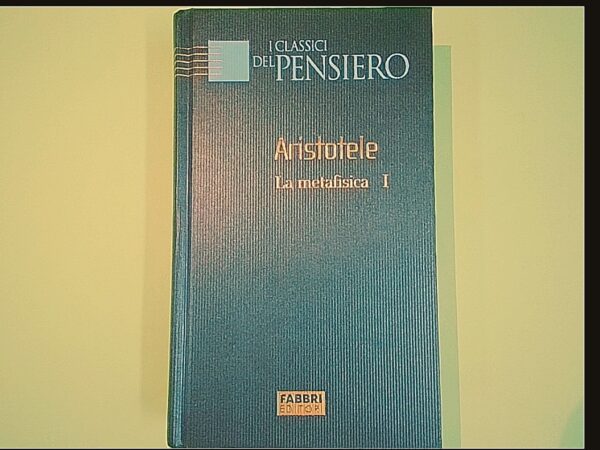 I CLASSICI
DEL PENSIERO
Aristotele
La metafisica I
FABBRI
EDITORI